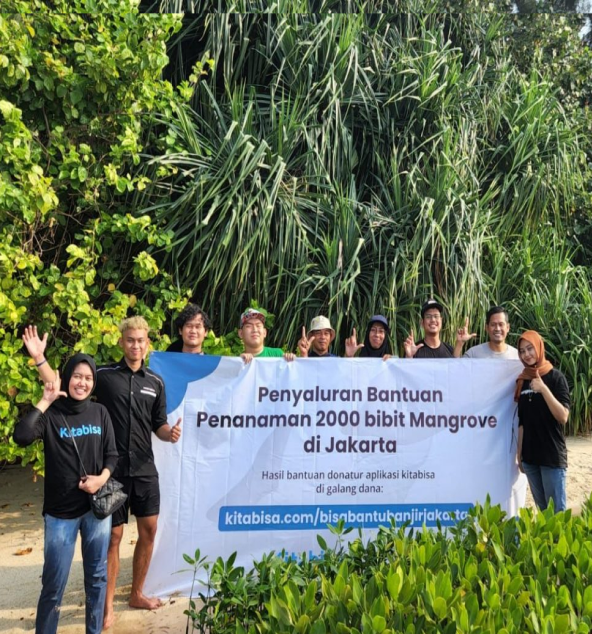 Penyaluran Bantuan
Penanaman 2000 bibit Mangrove
di Jakarta
Hasil bantuan donatur aplikasi kitabisa
di galang dana:
kitabisa.com/bisabantubanjirjakarta
Kitabisa